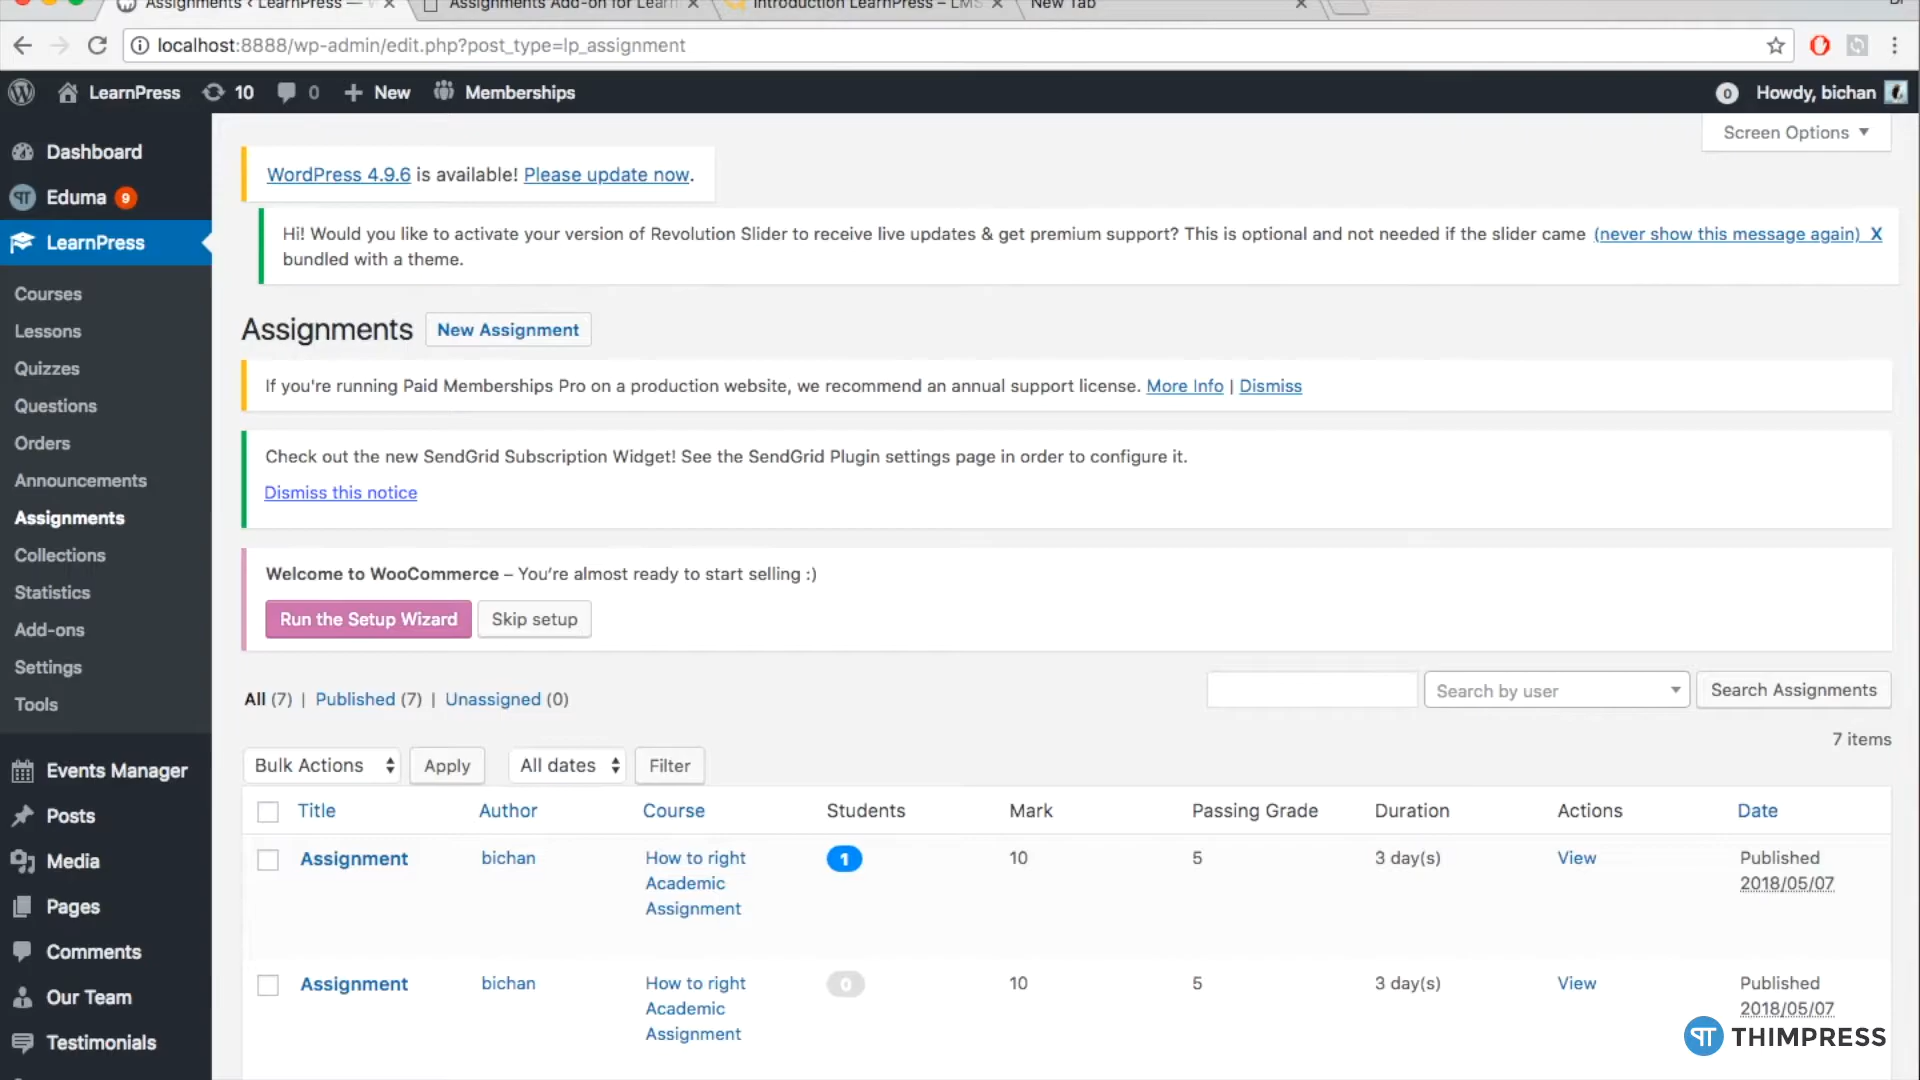 Assignments ‹ LearnPress —
Assignments Add-on for Learn
Introduction LearnPress – LMS
New Tab
localhost:8888/wp-admin/edit.php?post_type=lp_assignment
LearnPress 10 0 New Memberships
0 Howdy, bichan
Screen Options
Dashboard
Eduma 9
LearnPress
Courses
Lessons
Quizzes
Questions
Orders
Announcements
Assignments
Collections
Statistics
Add-ons
Settings
Tools
Events Manager
Posts
Media
Pages
Comments
Our Team
Testimonials
WordPress 4.9.6 is available! Please update now.
Hi! Would you like to activate your version of Revolution Slider to receive live updates & get premium support? This is optional and not needed if the slider came
bundled with a theme.
(never show this message again) X
Assignments New Assignment
If you're running Paid Memberships Pro on a production website, we recommend an annual support license. More Info | Dismiss
Check out the new SendGrid Subscription Widget! See the SendGrid Plugin settings page in order to configure it.
Dismiss this notice
Welcome to WooCommerce – You're almost ready to start selling :)
Run the Setup Wizard Skip setup
All (7) | Published (7) | Unassigned (0)
Search by user Search Assignments
7 items
Bulk Actions Apply All dates Filter
Title Author Course Students Mark Passing Grade Duration Actions Date
Assignment bichan How to right 1 10 5 3 day(s) View Published
Academic 2018/05/07
Assignment
Assignment bichan How to right 0 10 5 3 day(s) View Published
Academic 2018/05/07
Assignment
THIMPRESS